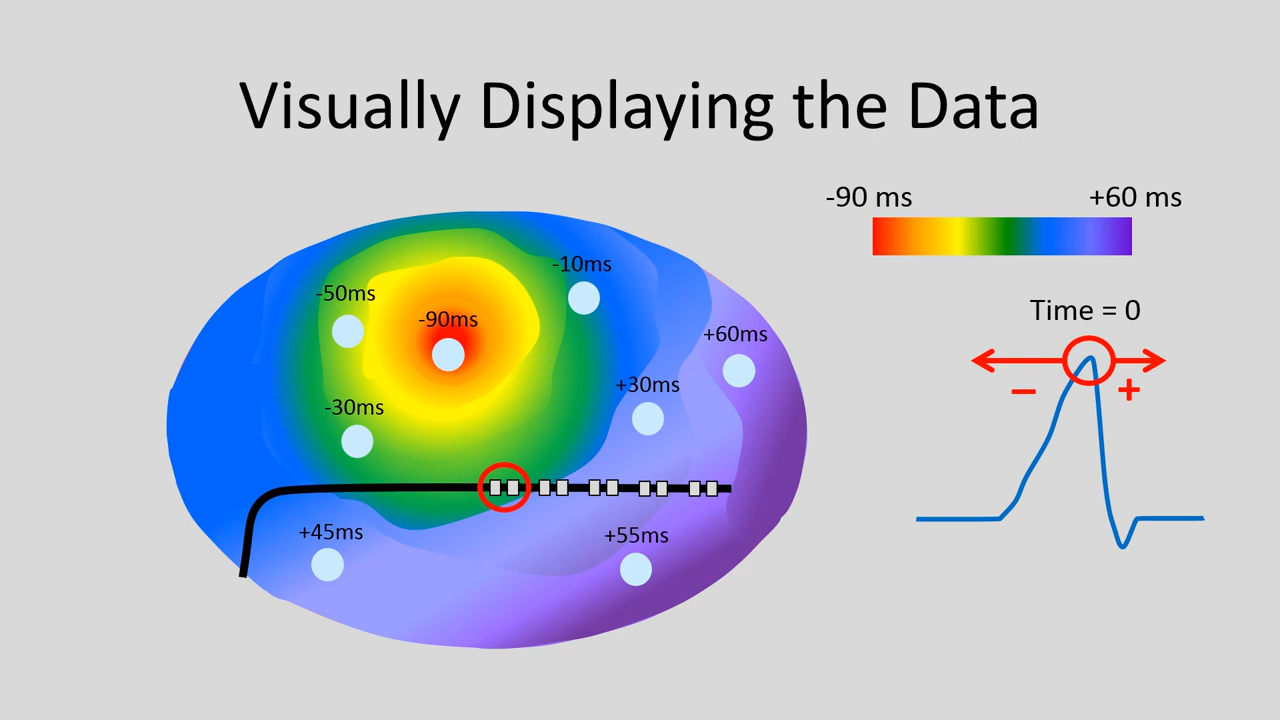 Visually Displaying the Data
-90 ms
+60 ms
Time = 0
– +
-10ms
-50ms
-90ms
+60ms
+30ms
-30ms
+45ms
+55ms